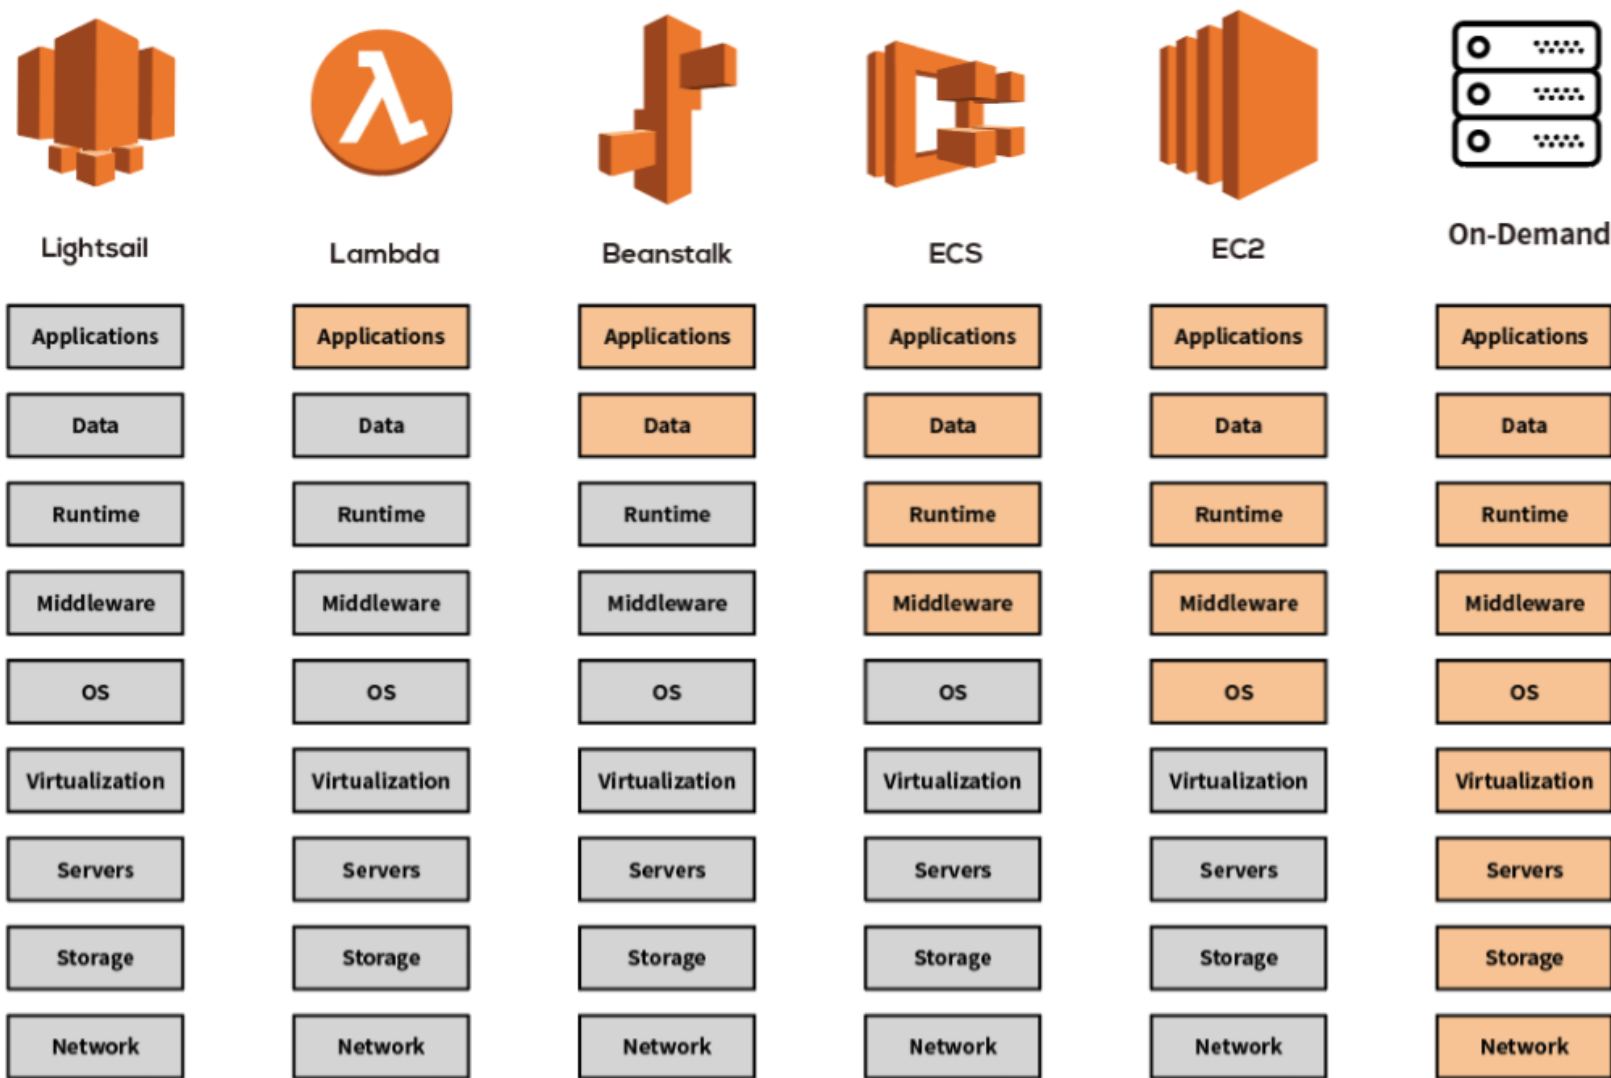 Lightsail Lambda Beanstalk ECS EC2 On-Demand
Applications Applications Applications Applications Applications Applications
Data Data Data Data Data Data
Runtime Runtime Runtime Runtime Runtime Runtime
Middleware Middleware Middleware Middleware Middleware Middleware
OS OS OS OS OS OS
Virtualization Virtualization Virtualization Virtualization Virtualization Virtualization
Servers Servers Servers Servers Servers Servers
Storage Storage Storage Storage Storage Storage
Network Network Network Network Network Network